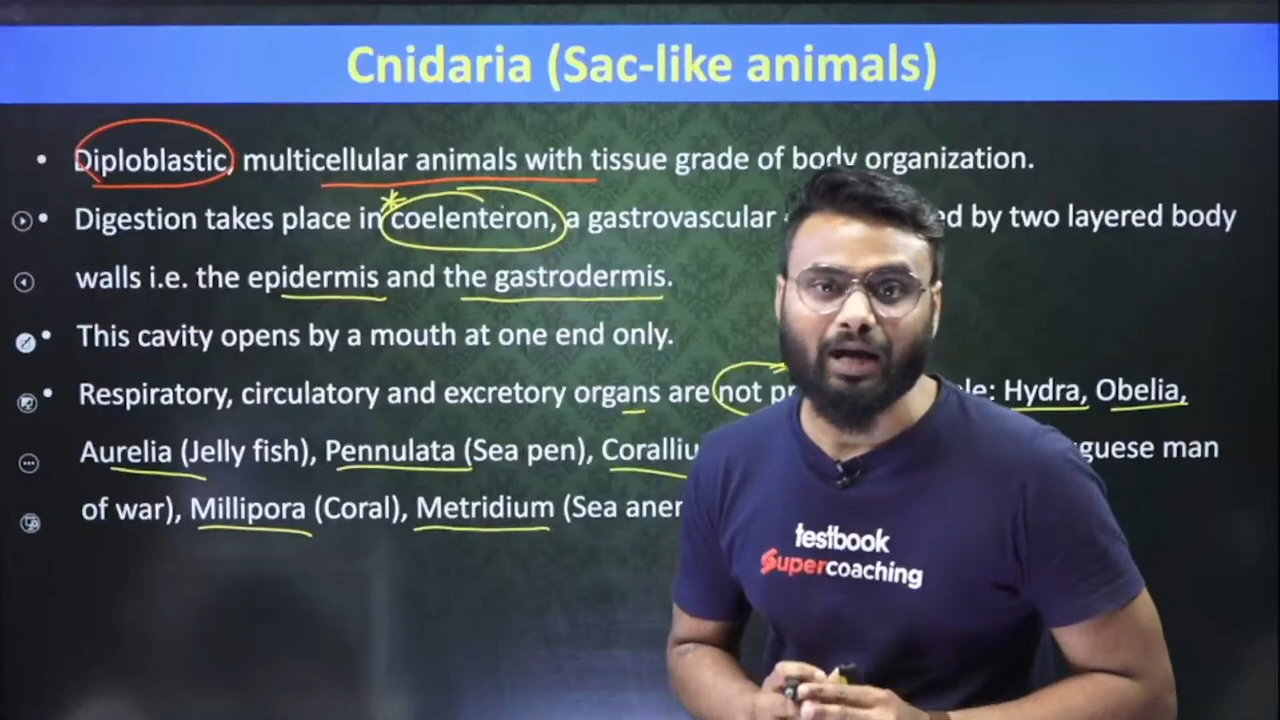 Cnidaria (Sac-like animals)
• Diploblastic, multicellular animals with tissue grade of body organization.
• Digestion takes place in coelenteron, a gastrovascular ed by two layered body
walls i.e. the epidermis and the gastrodermis.
• This cavity opens by a mouth at one end only.
• Respiratory, circulatory and excretory organs are not pr le: Hydra, Obelia,
Aurelia (Jelly fish), Pennulata (Sea pen), Coralliu guese man
of war), Millipora (Coral), Metridium (Sea aner
testbook
Supercoaching